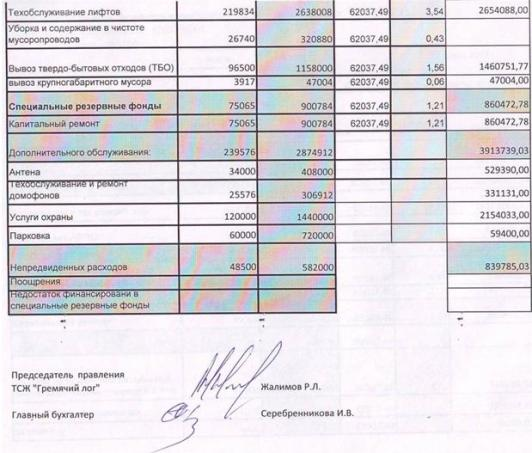 Техобслуживание лифтов 219834 2638008 62037,49 3,54 2654088,00
Уборка и содержание в чистоте
мусоропроводов 26740 320880 62037,49 0,43
Вывоз твердо-бытовых отходов (ТБО) 96500 1158000 62037,49 1,56 1460751,77
вывоз крупногабаритного мусора 3917 47004 62037,49 0,06 47004,00
Специальные резервные фонды 75065 900784 62037,49 1,21 860472,78
Капитальный ремонт 75065 900784 62037,49 1,21 860472,78
Дополнительного обслуживания: 239576 2874912 3913739,03
Антена 34000 408000 529390,00
Техобслуживание и ремонт
домофонов 25576 306912 331131,00
Услуги охраны 120000 1440000 2154033,00
Парковка 60000 720000 59400,00
Непредвиденных расходов 48500 582000 839785,03
Поощрения
Недостаток финансировани в
специальные резервные фонды
Председатель правления
ТСЖ "Гремячий лог" Жалимов Р.Л.
Главный бухгалтер Серебренникова И.В.